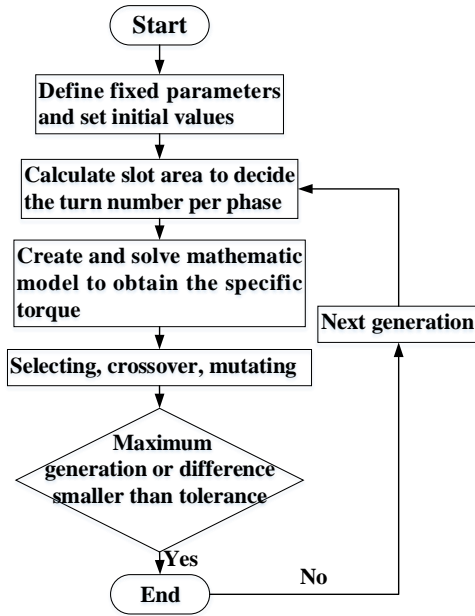 Start
Define fixed parameters
and set initial values
Calculate slot area to decide
the turn number per phase
Create and solve mathematic
model to obtain the specific
torque
Next generation
Selecting, crossover, mutating
Maximum
generation or difference
smaller than tolerance
Yes
No
End